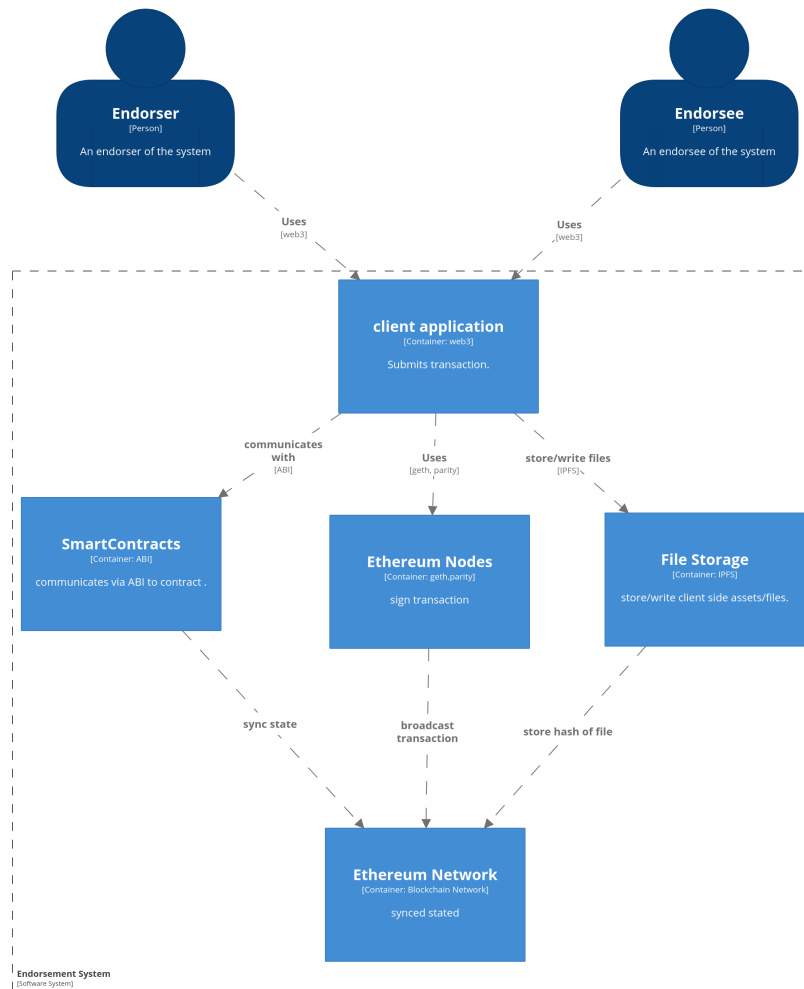 Endorser
[Person]
An endorser of the system
Endorsee
[Person]
An endorsee of the system
Uses
[web3]
Uses
[web3]
client application
[Container: web3]
Submits transaction.
communicates
with
[ABI]
Uses
[geth, parity]
store/write files
[IPFS]
SmartContracts
[Container: ABI]
communicates via ABI to contract .
Ethereum Nodes
[Container: geth,parity]
sign transaction
File Storage
[Container: IPFS]
store/write client side assets/files.
sync state
broadcast
transaction
store hash of file
Ethereum Network
[Container: Blockchain Network]
synced stated
Endorsement System
[Software System]